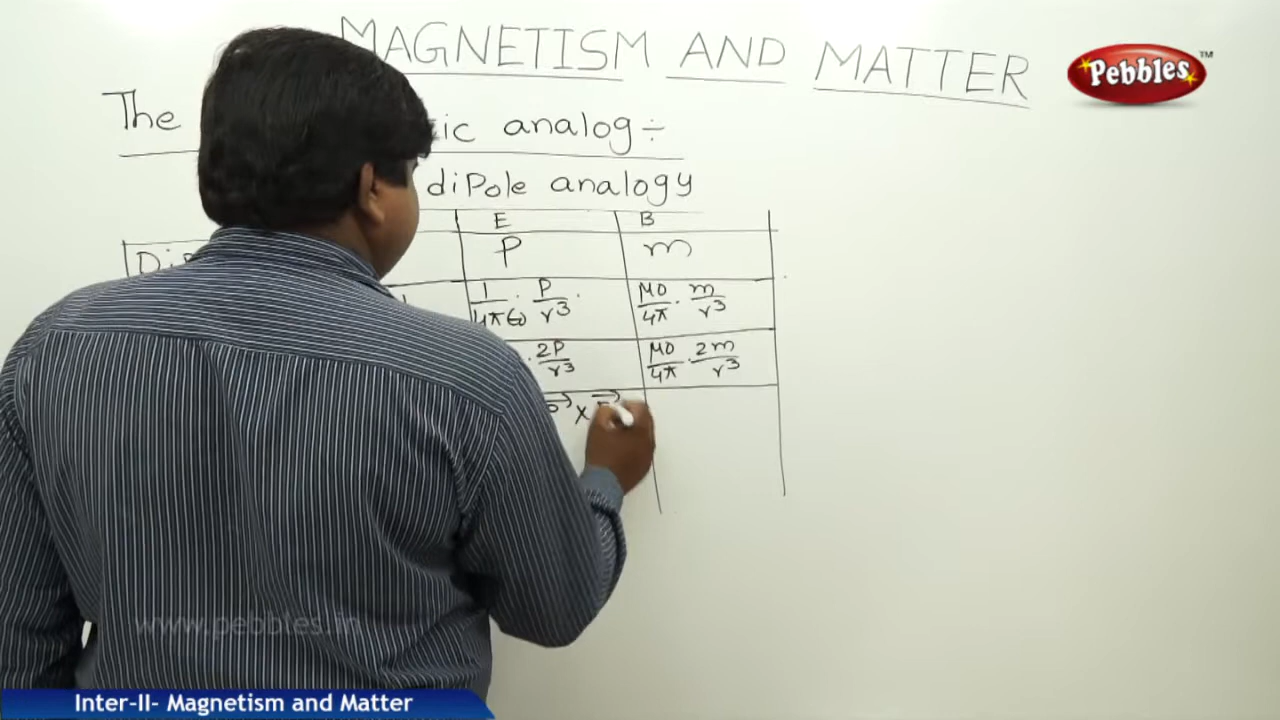 MAGNETISM AND MATTER
Pebbles™
The
ic analog÷
diPole analogy
E B
P m
1/4πε0 · P/r³ · μ0/4π · m/r³
· 2P/r³ μ0/4π · 2m/r³
×
www.pebbles.in
Inter-II- Magnetism and Matter